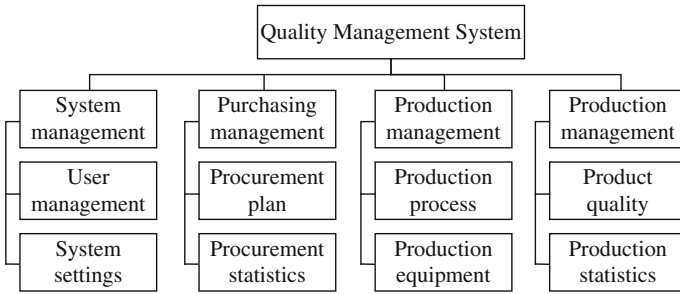 Quality Management System
System
management
Purchasing
management
Production
management
Production
management
User
management
Procurement
plan
Production
process
Product
quality
System
settings
Procurement
statistics
Production
equipment
Production
statistics